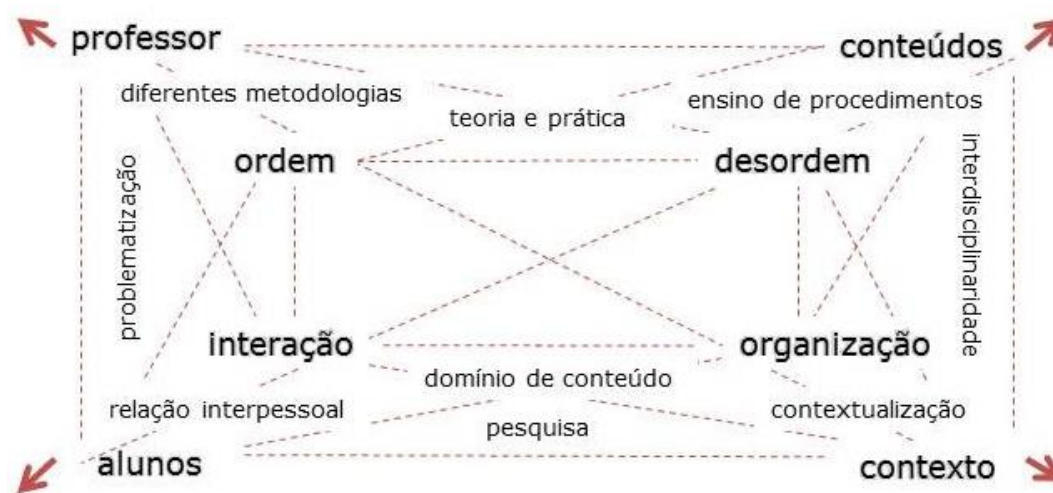 professor
conteúdos
diferentes metodologias
ensino de procedimentos
teoria e prática
ordem
desordem
problematização
interdisciplinaridade
interação
organização
domínio de conteúdo
relação interpessoal
contextualização
pesquisa
alunos
contexto